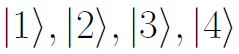 |1⟩, |2⟩, |3⟩, |4⟩